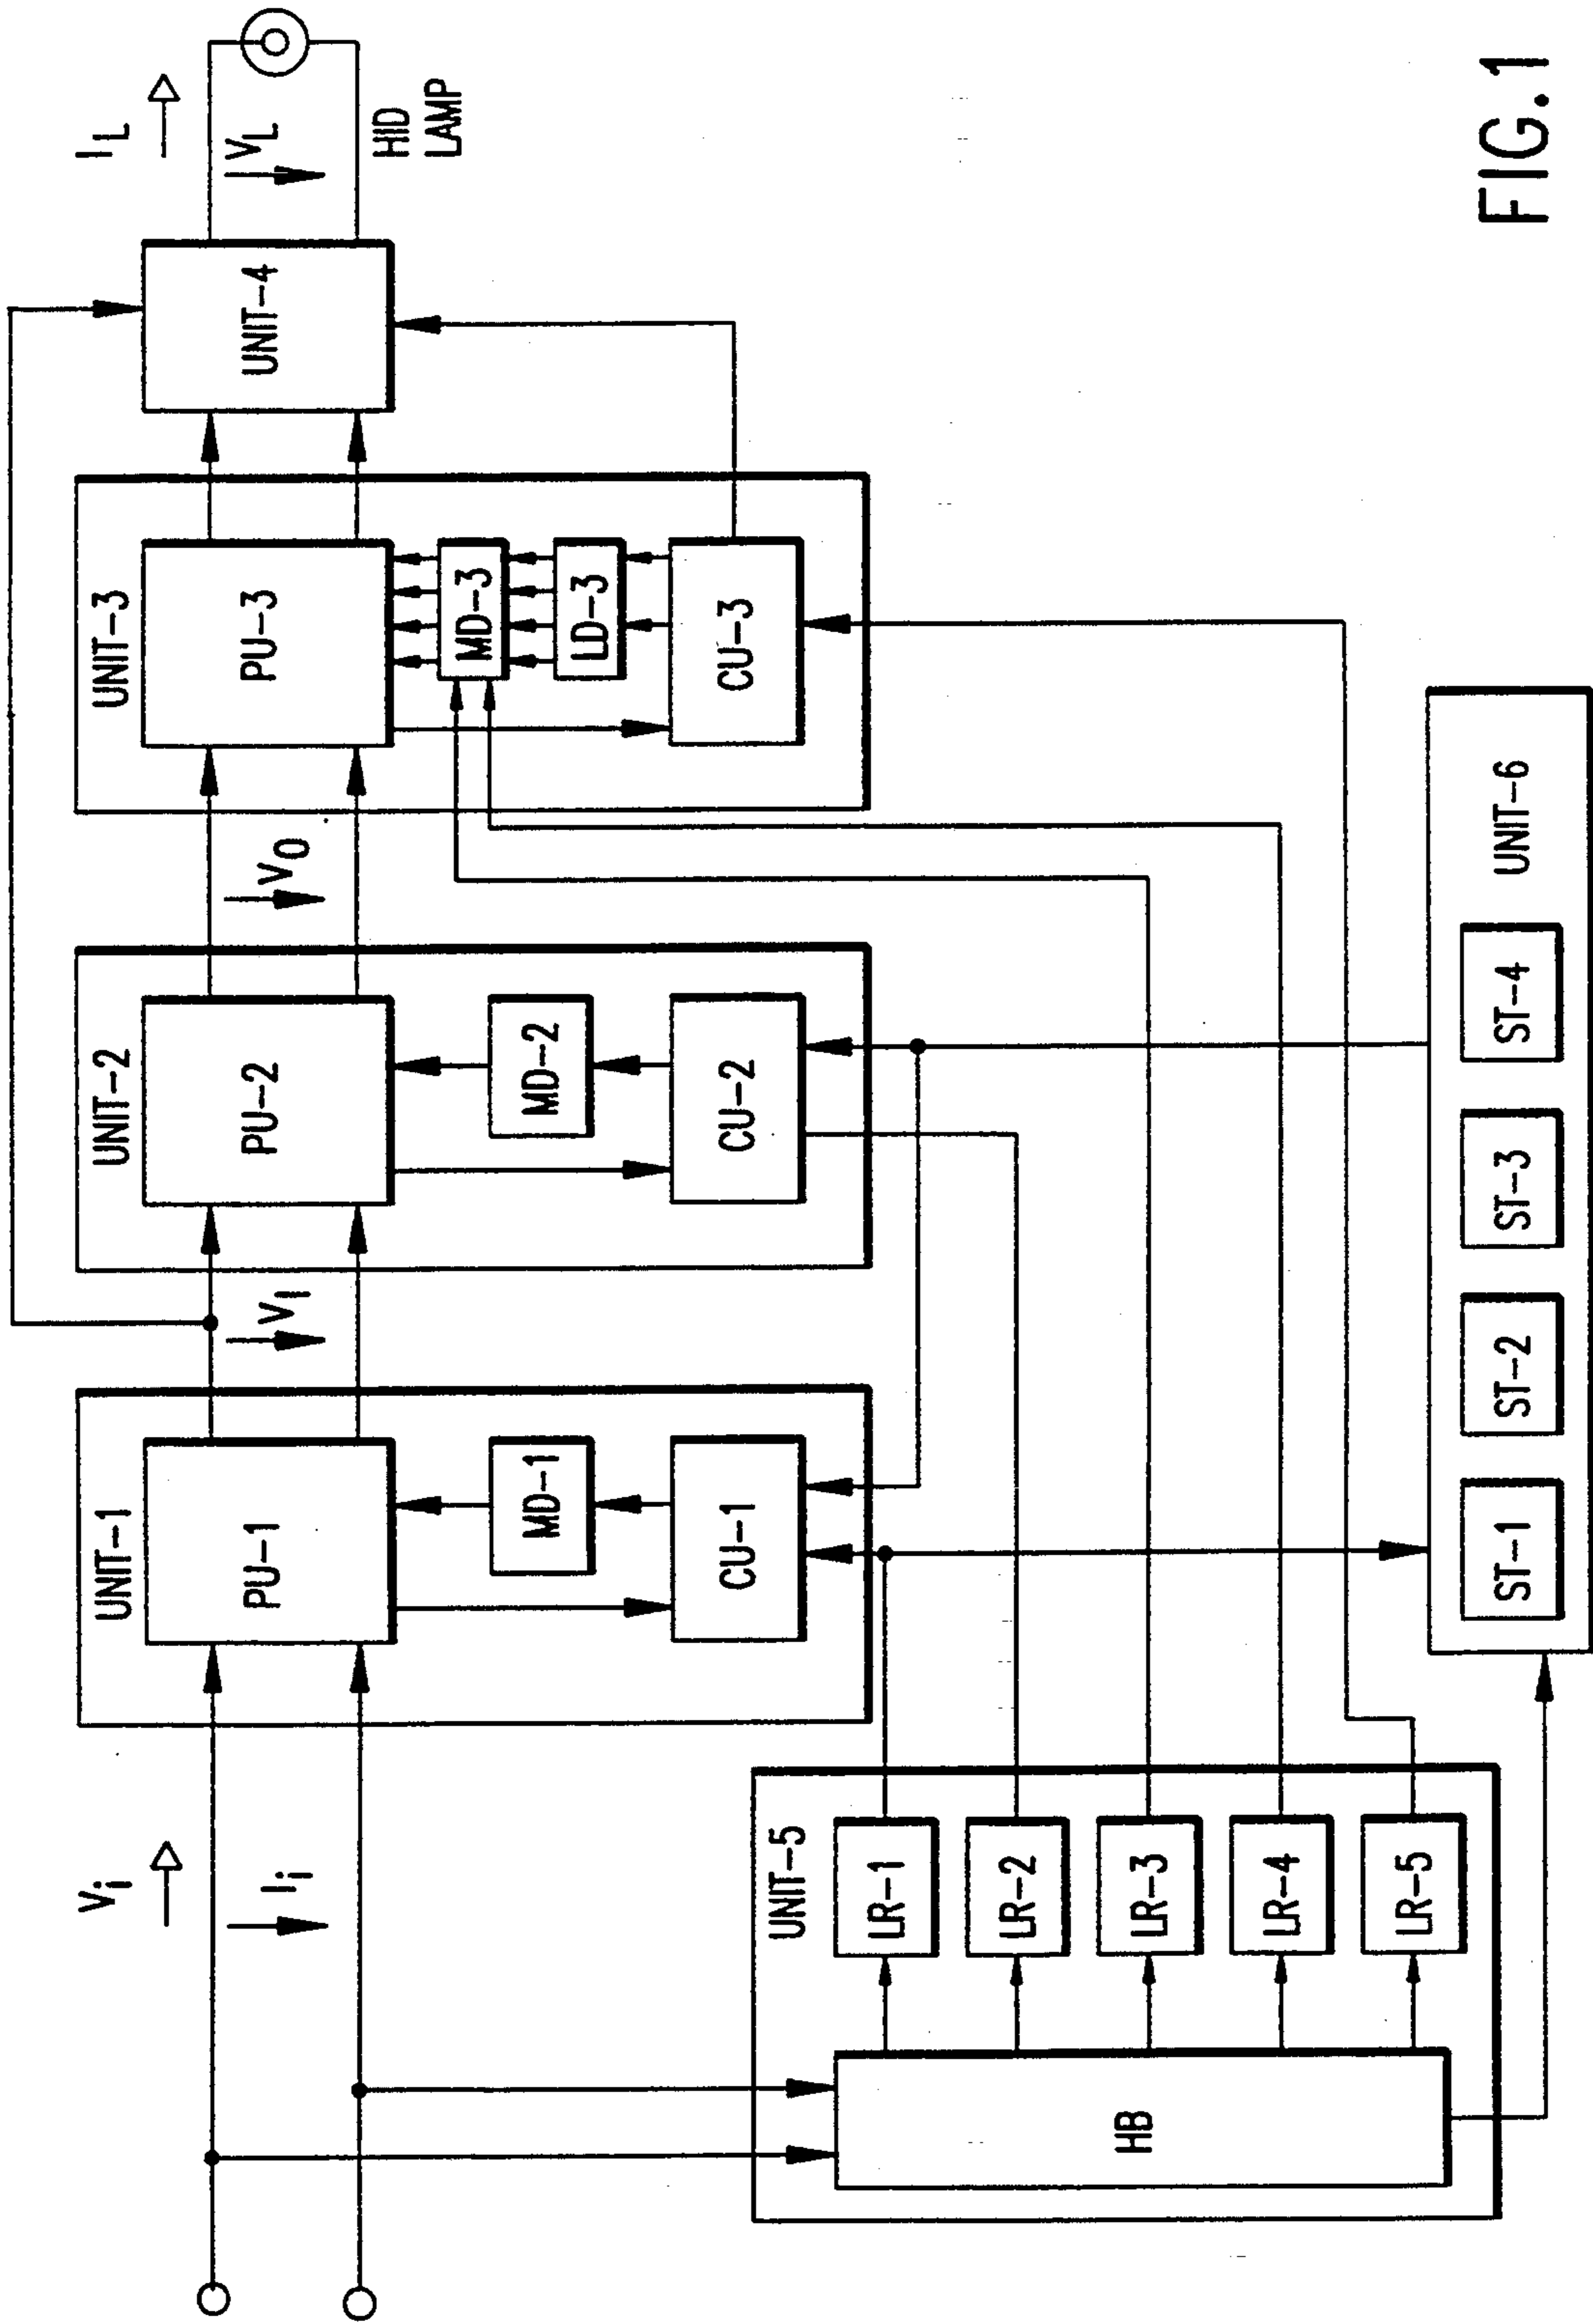 V_i
I_i
UNIT-1
PU-1
MD-1
CU-1
V_I
UNIT-2
PU-2
MD-2
CU-2
V_O
UNIT-3
PU-3
MD-3
LD-3
CU-3
UNIT-4
I_L
V_L
HID
LAMP
UNIT-5
HB
LR-1
LR-2
LR-3
LR-4
LR-5
ST-1
ST-2
ST-3
ST-4
UNIT-6
FIG. 1